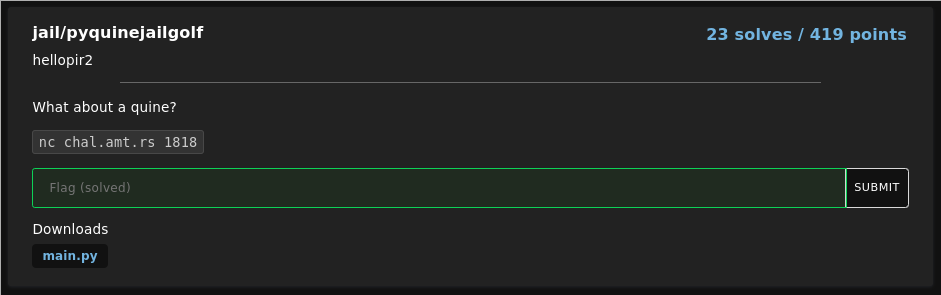 jail/pyquinejailgolf
23 solves / 419 points
hellopir2
What about a quine?
nc chal.amt.rs 1818
Flag (solved)
SUBMIT
Downloads
main.py